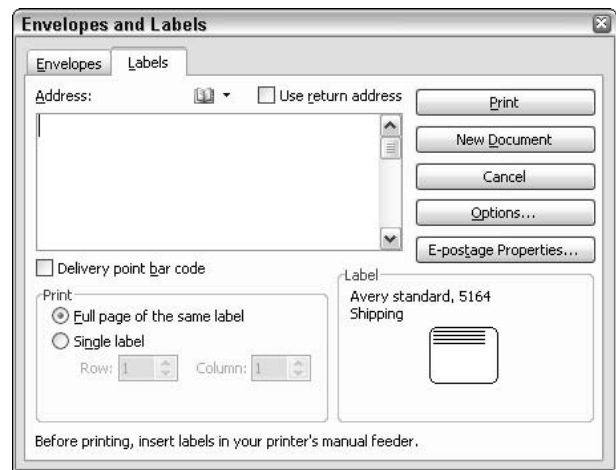 Envelopes and Labels
Envelopes
Labels
Address:
Use return address
Print
New Document
Cancel
Options...
E-postage Properties...
Delivery point bar code
Print
Full page of the same label
Single label
Row: 1 Column: 1
Label
Avery standard, 5164
Shipping
Before printing, insert labels in your printer's manual feeder.